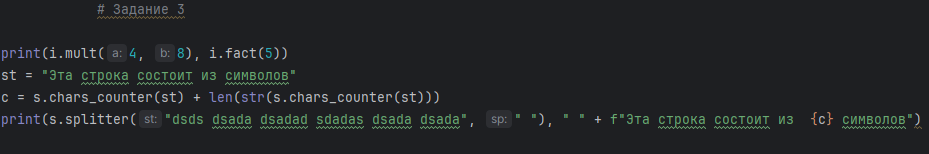 # Задание 3
print(i.mult(a: 4, b: 8), i.fact(5))
st = "Эта строка состоит из символов"
c = s.chars_counter(st) + len(str(s.chars_counter(st)))
print(s.splitter(st: "dsds dsada dsadad sdadas dsada dsada", sp: " "), " " + f"Эта строка состоит из  {c} символов")